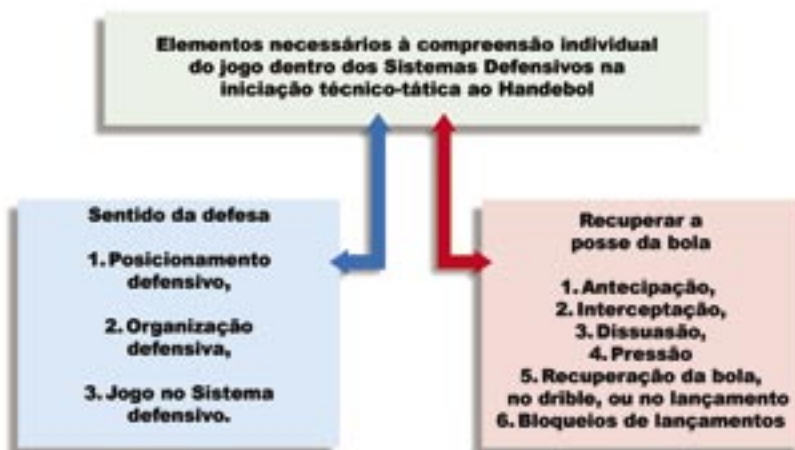 Elementos necessários à compreensão individual
do jogo dentro dos Sistemas Defensivos na
iniciação técnico-tática ao Handebol
Sentido da defesa
1. Posicionamento
defensivo,
2. Organização
defensiva,
3. Jogo no Sistema
defensivo.
Recuperar a
posse da bola
1. Antecipação,
2. Interceptação,
3. Dissuasão,
4. Pressão
5. Recuperação da bola,
no drible, ou no lançamento
6. Bloqueios de lançamentos